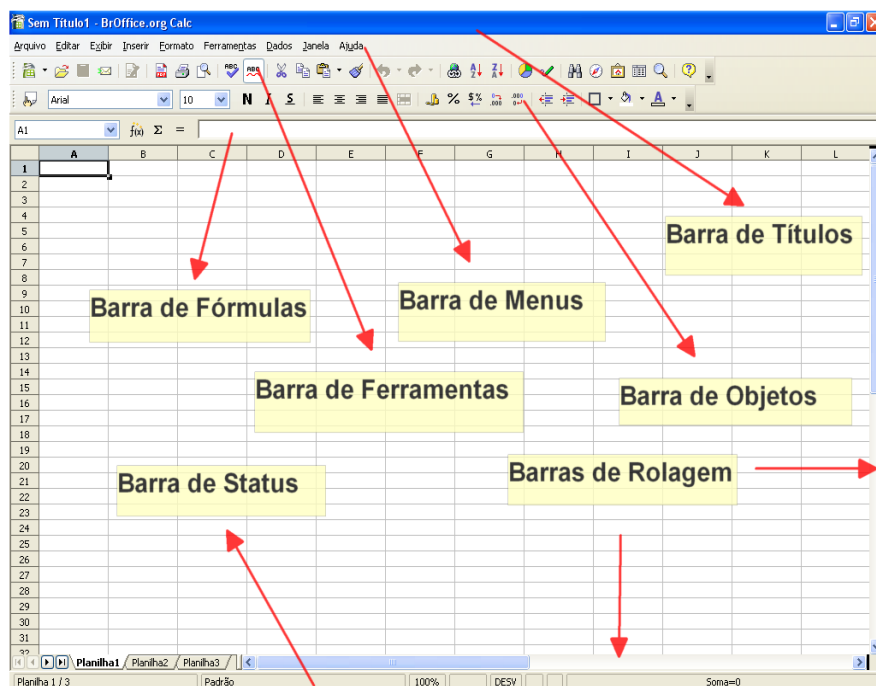 Sem Título1 - BrOffice.org Calc
Arquivo Editar Exibir Inserir Formato Ferramentas Dados Janela Ajuda
Arial 10 N I S
A1 f(x) Σ =
A B C D E F G H I J K L
1
2
3
4
5
Barra de Títulos
6
7
8
9
Barra de Fórmulas Barra de Menus
10
11
12
13
14
15
Barra de Ferramentas Barra de Objetos
16
17
18
19
20
Barra de Status Barras de Rolagem
21
22
23
24
25
26
27
28
29
30
31
32
Planilha1 Planilha2 Planilha3
Planilha 1 / 3 Padrão 100% DESV Soma=0